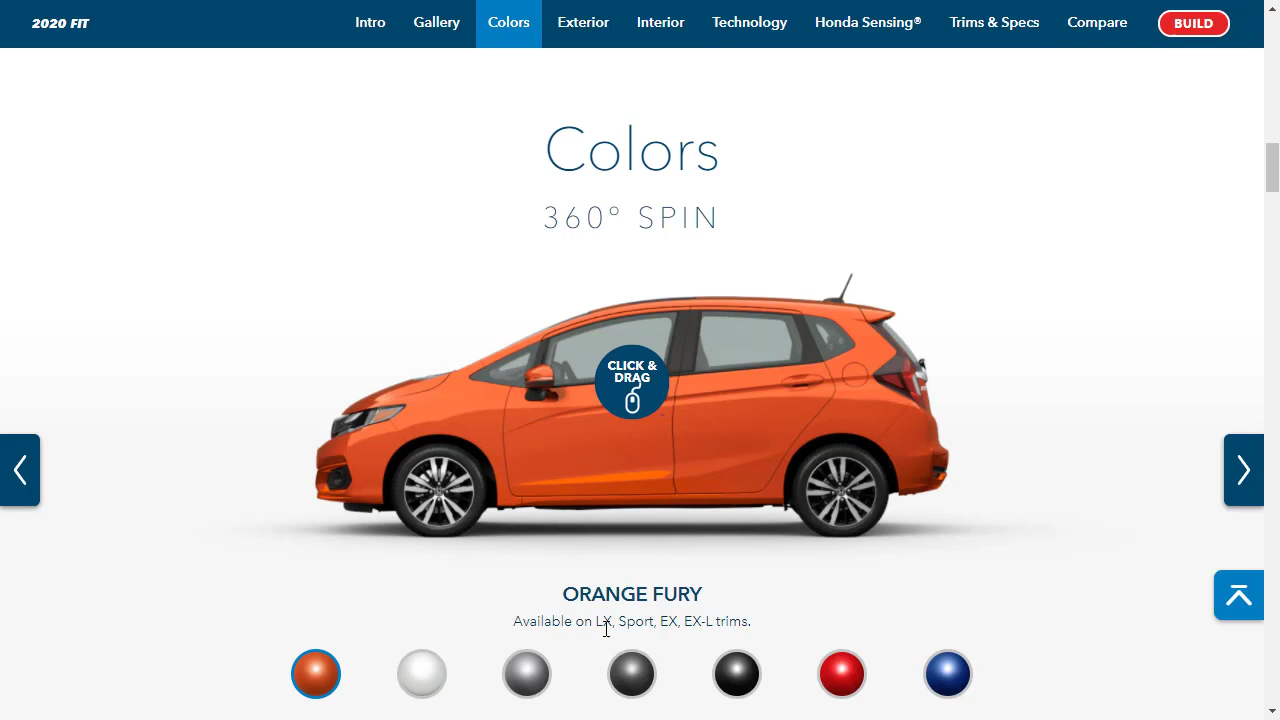 2020 FIT
Intro
Gallery
Colors
Exterior
Interior
Technology
Honda Sensing®
Trims & Specs
Compare
BUILD
Colors
360° SPIN
CLICK &
DRAG
ORANGE FURY
Available on LX, Sport, EX, EX-L trims.